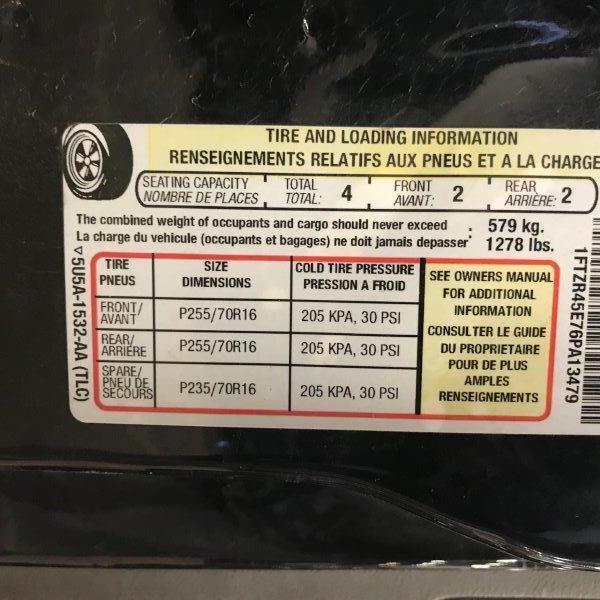 TIRE AND LOADING INFORMATION
RENSEIGNEMENTS RELATIFS AUX PNEUS ET A LA CHARGE
SEATING CAPACITY TOTAL 4 FRONT 2 REAR 2
NOMBRE DE PLACES TOTAL: AVANT: ARRIÈRE:
The combined weight of occupants and cargo should never exceed : 579 kg.
La charge du vehicule (occupants et bagages) ne doit jamais depasser 1278 lbs.
TIRE SIZE COLD TIRE PRESSURE
PNEUS DIMENSIONS PRESSION A FROID
FRONT/
AVANT P255/70R16 205 KPA, 30 PSI
REAR/
ARRIÈRE P255/70R16 205 KPA, 30 PSI
SPARE/
PNEU DE
SECOURS P235/70R16 205 KPA, 30 PSI
SEE OWNERS MANUAL
FOR ADDITIONAL
INFORMATION
CONSULTER LE GUIDE
DU PROPRIETAIRE
POUR DE PLUS
AMPLES
RENSEIGNEMENTS
5U5A-1532-AA (TLC)
1FTZR45E76PA13479